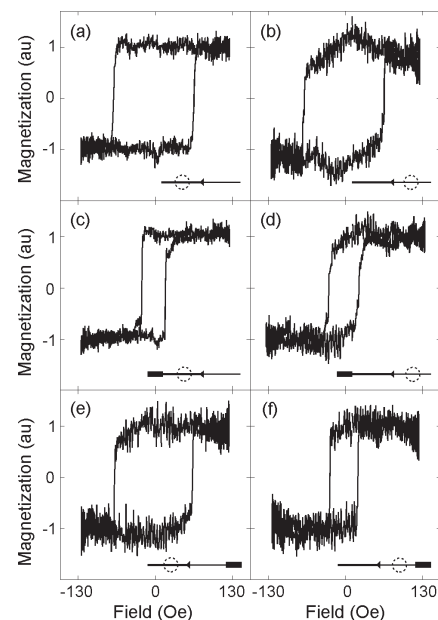 (a)
(b)
Magnetization (au)
1
0
-1
(c)
(d)
Magnetization (au)
1
0
-1
(e)
(f)
Magnetization (au)
1
0
-1
-130
0
130
-130
0
130
Field (Oe)
Field (Oe)